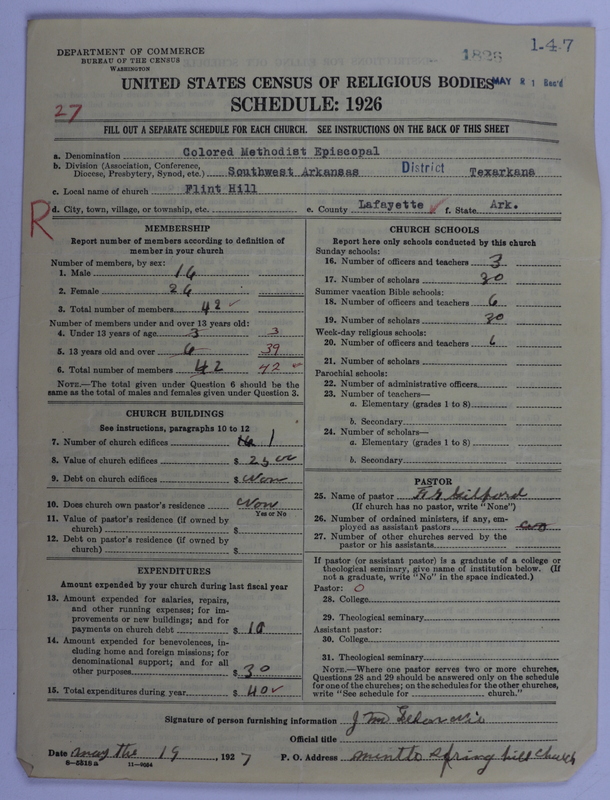 DEPARTMENT OF COMMERCE
BUREAU OF THE CENSUS
WASHINGTON
1826
1-4-7
UNITED STATES CENSUS OF RELIGIOUS BODIES
MAY 21 Rec'd
SCHEDULE: 1926
27
FILL OUT A SEPARATE SCHEDULE FOR EACH CHURCH. SEE INSTRUCTIONS ON THE BACK OF THIS SHEET
a. Denomination Colored Methodist Episcopal
b. Division (Association, Conference, Diocese, Presbytery, Synod, etc.) Southwest Arkansas District Texarkana
c. Local name of church Flint Hill
R
d. City, town, village, or township, etc. e. County Lafayette f. State Ark.
MEMBERSHIP
Report number of members according to definition of
member in your church
Number of members, by sex:
1. Male 16
2. Female 26
3. Total number of members 42
Number of members under and over 13 years old:
4. Under 13 years of age 3 3
5. 13 years old and over 6 39
6. Total number of members 42 42
NOTE.—The total given under Question 6 should be the
same as the total of males and females given under Question 3.
CHURCH BUILDINGS
See instructions, paragraphs 10 to 12
7. Number of church edifices 1
8. Value of church edifices $
9. Debt on church edifices $ Non
10. Does church own pastor's residence Non
Yes or No
11. Value of pastor's residence (if owned by
church) $
12. Debt on pastor's residence (if owned by
church) $
EXPENDITURES
Amount expended by your church during last fiscal year
13. Amount expended for salaries, repairs,
and other running expenses; for im-
provements or new buildings; and for
payments on church debt $ 10
14. Amount expended for benevolences, in-
cluding home and foreign missions; for
denominational support; and for all
other purposes $ 30
15. Total expenditures during year $ 40
CHURCH SCHOOLS
Report here only schools conducted by this church
Sunday schools:
16. Number of officers and teachers 3
17. Number of scholars 30
Summer vacation Bible schools:
18. Number of officers and teachers 6
19. Number of scholars 30
Week-day religious schools:
20. Number of officers and teachers 6
21. Number of scholars
Parochial schools:
22. Number of administrative officers
23. Number of teachers—
a. Elementary (grades 1 to 8)
b. Secondary
24. Number of scholars—
a. Elementary (grades 1 to 8)
b. Secondary
PASTOR
25. Name of pastor
(If church has no pastor, write "None")
26. Number of ordained ministers, if any, em-
ployed as assistant pastors
27. Number of other churches served by the
pastor or his assistants
If pastor (or assistant pastor) is a graduate of a college or
theological seminary, give name of institution below. (If
not a graduate, write "No" in the space indicated.)
Pastor: O
28. College
29. Theological seminary
Assistant pastor:
30. College
31. Theological seminary
NOTE.—Where one pastor serves two or more churches,
Questions 28 and 29 should be answered only on the schedule
for one of the churches; on the schedules for the other churches,
write "See schedule for church."
Signature of person furnishing information J M
Official title
Date may the 19, 1927 P. O. Address spring hill church
8-5518a 11-9024